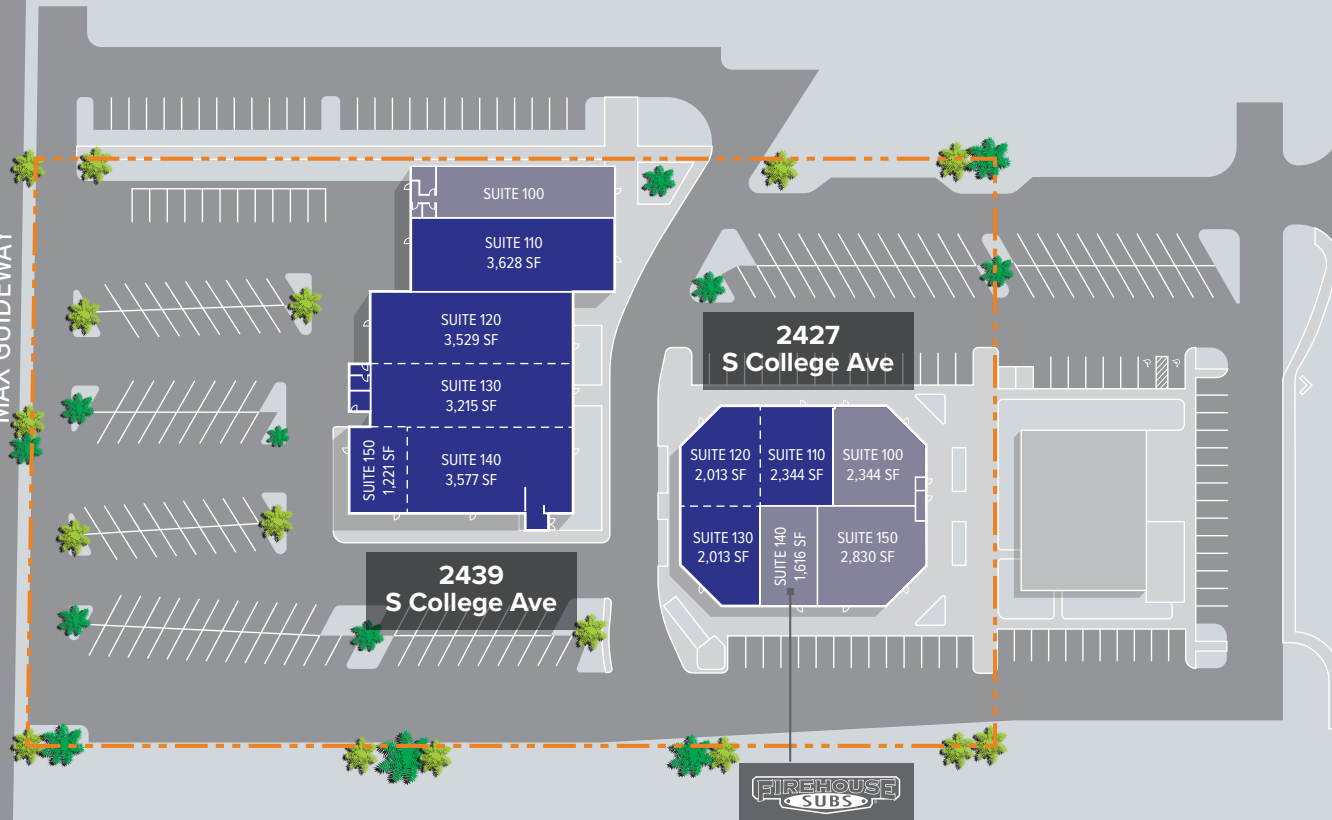 MAX GUIDEWAY
SUITE 100
SUITE 110
3,628 SF
SUITE 120
3,529 SF
SUITE 130
3,215 SF
SUITE 150
1,221 SF
SUITE 140
3,577 SF
2439
S College Ave
2427
S College Ave
SUITE 120
2,013 SF
SUITE 110
2,344 SF
SUITE 100
2,344 SF
SUITE 130
2,013 SF
SUITE 140
1,616 SF
SUITE 150
2,830 SF
FIREHOUSE
SUBS